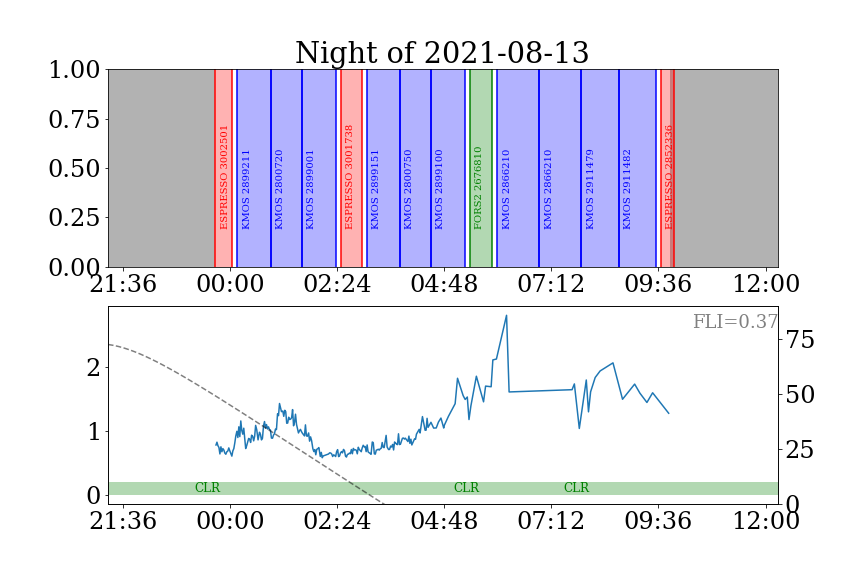 Night of 2021-08-13
1.00
0.75
0.50
0.25
0.00
ESPRESSO 3002501
KMOS 2899211
KMOS 2800720
KMOS 2899001
ESPRESSO 3001738
KMOS 2899151
KMOS 2800750
KMOS 2899100
FORS2 2676810
KMOS 2866210
KMOS 2866210
KMOS 2911479
KMOS 2911482
ESPRESSO 2852336
21:36 00:00 02:24 04:48 07:12 09:36 12:00
FLI=0.37
2
1
0
75
50
25
0
CLR CLR CLR
21:36 00:00 02:24 04:48 07:12 09:36 12:00